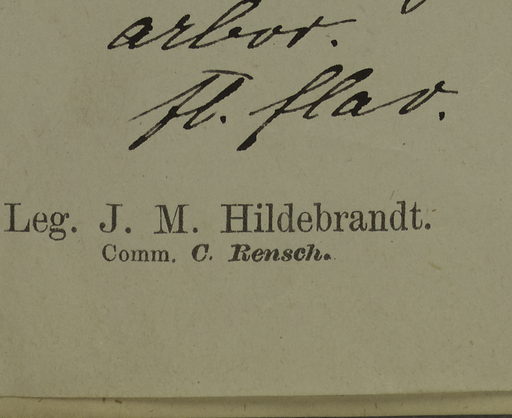 arbor.
fl. flav.
Leg. J. M. Hildebrandt.
Comm. C. Rensch.